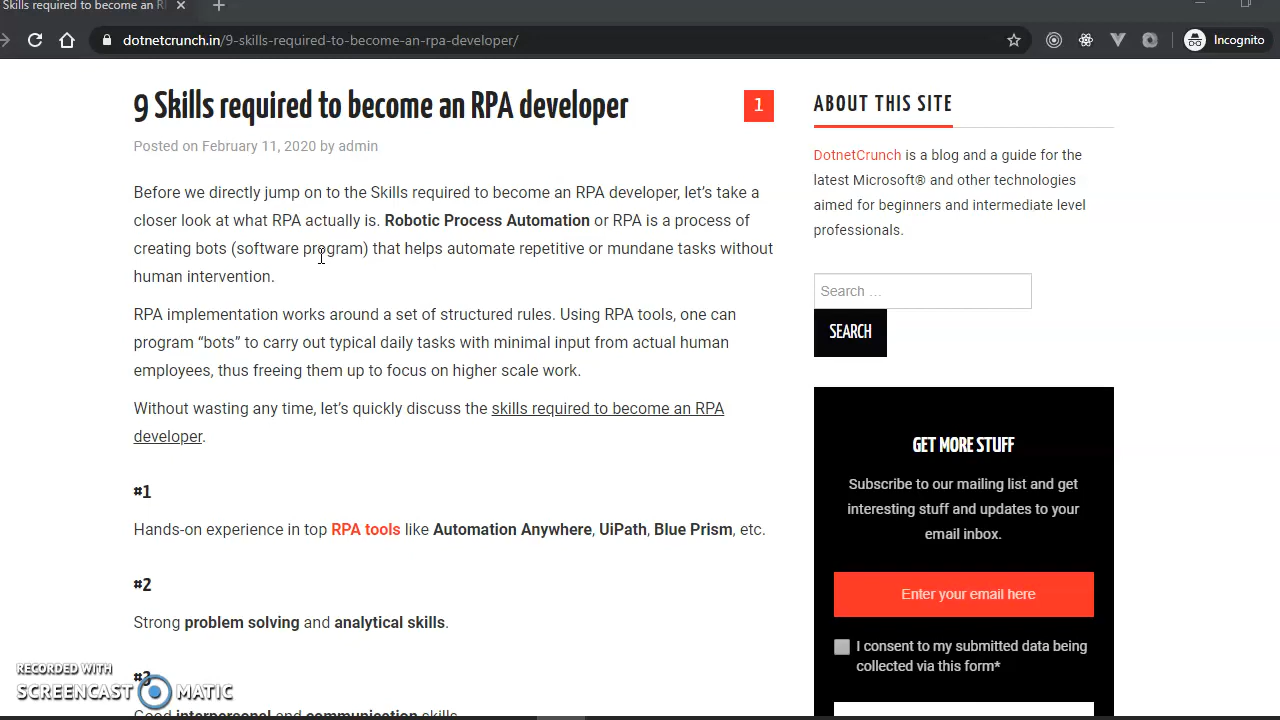 Skills required to become an R
dotnetcrunch.in/9-skills-required-to-become-an-rpa-developer/
Incognito
9 Skills required to become an RPA developer
1
Posted on February 11, 2020 by admin
Before we directly jump on to the Skills required to become an RPA developer, let's take a
closer look at what RPA actually is. Robotic Process Automation or RPA is a process of
creating bots (software program) that helps automate repetitive or mundane tasks without
human intervention.
RPA implementation works around a set of structured rules. Using RPA tools, one can
program “bots” to carry out typical daily tasks with minimal input from actual human
employees, thus freeing them up to focus on higher scale work.
Without wasting any time, let's quickly discuss the skills required to become an RPA
developer.
#1
Hands-on experience in top RPA tools like Automation Anywhere, UiPath, Blue Prism, etc.
#2
Strong problem solving and analytical skills.
#3
Good interpersonal and communication skills.
ABOUT THIS SITE
DotnetCrunch is a blog and a guide for the
latest Microsoft® and other technologies
aimed for beginners and intermediate level
professionals.
Search …
SEARCH
GET MORE STUFF
Subscribe to our mailing list and get
interesting stuff and updates to your
email inbox.
Enter your email here
I consent to my submitted data being
collected via this form*
RECORDED WITH
SCREENCAST MATIC